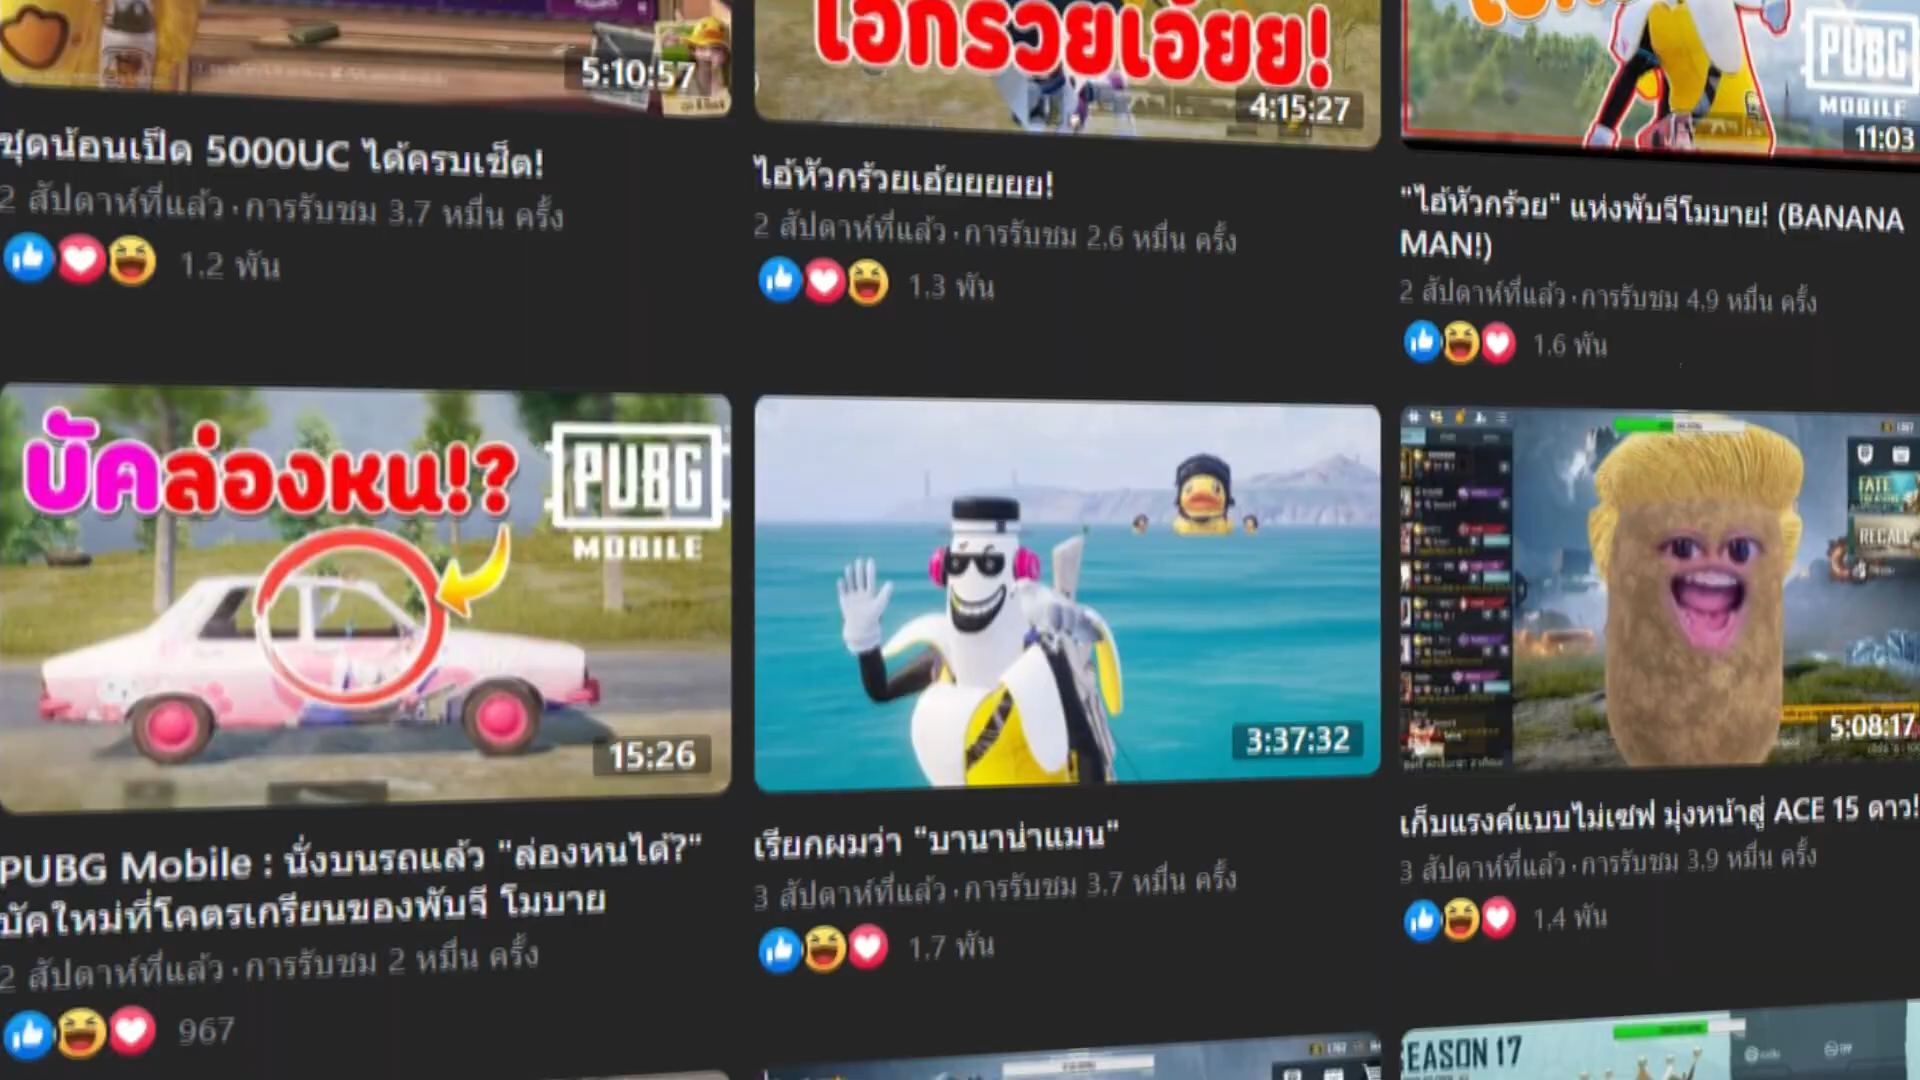 ไอ้กร้วยเอ้ยย!
PUBG
MOBILE
5:10:57
4:15:27
11:03
ชุดน้อนเป็ด 5000UC ได้ครบเซ็ต!
2 สัปดาห์ที่แล้ว · การรับชม 3.7 หมื่น ครั้ง
1.2 พัน
ไอ้หัวกร้วยเอ้ยยยยย!
2 สัปดาห์ที่แล้ว · การรับชม 2.6 หมื่น ครั้ง
1.3 พัน
"ไอ้หัวกร้วย" แห่งพับจีโมบาย! (BANANA
MAN!)
2 สัปดาห์ที่แล้ว · การรับชม 4.9 หมื่น ครั้ง
1.6 พัน
บัคล่องหน!?
PUBG
MOBILE
15:26
PUBG Mobile : นั่งบนรถแล้ว "ล่องหนได้?"
บัคใหม่ที่โคตรเกรียนของพับจี โมบาย
2 สัปดาห์ที่แล้ว · การรับชม 2 หมื่น ครั้ง
967
3:37:32
เรียกผมว่า "บานาน่าแมน"
3 สัปดาห์ที่แล้ว · การรับชม 3.7 หมื่น ครั้ง
1.7 พัน
FATE
RECALL
5:08:17
เก็บแรงค์แบบไม่เซฟ มุ่งหน้าสู่ ACE 15 ดาว!
3 สัปดาห์ที่แล้ว · การรับชม 3.9 หมื่น ครั้ง
1.4 พัน
EASON 17